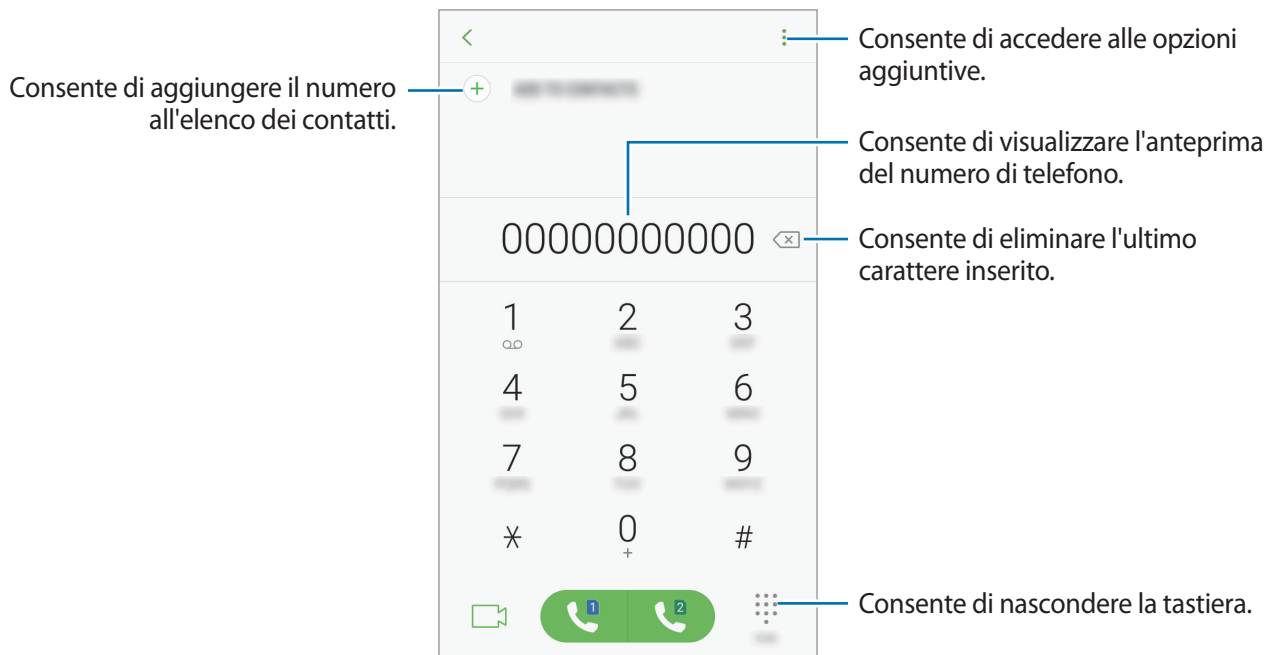 Consente di accedere alle opzioni
aggiuntive.
Consente di aggiungere il numero
all'elenco dei contatti.
Consente di visualizzare l'anteprima
del numero di telefono.
00000000000
Consente di eliminare l'ultimo
carattere inserito.
1 2 3
4 5 6
7 8 9
* 0 #
+
1 2
Consente di nascondere la tastiera.